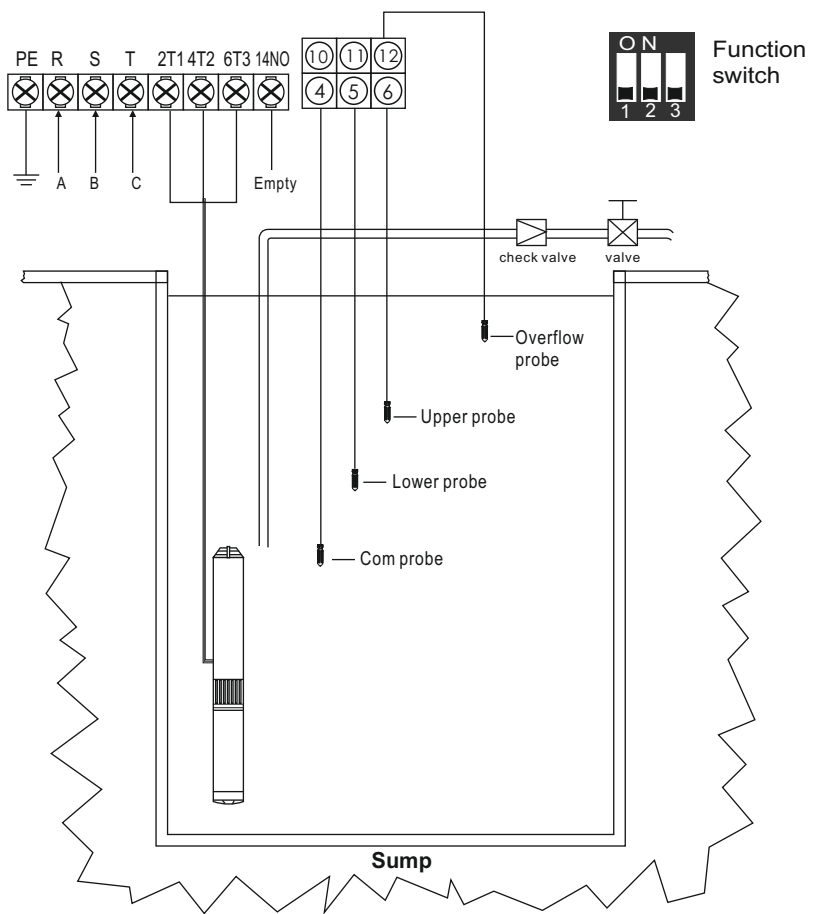 PE R S T 2T1 4T2 6T3 14NO
10 11 12
4 5 6
A B C Empty
ON
1 2 3
Function
switch
check valve
valve
Overflow
probe
Upper probe
Lower probe
Com probe
Sump